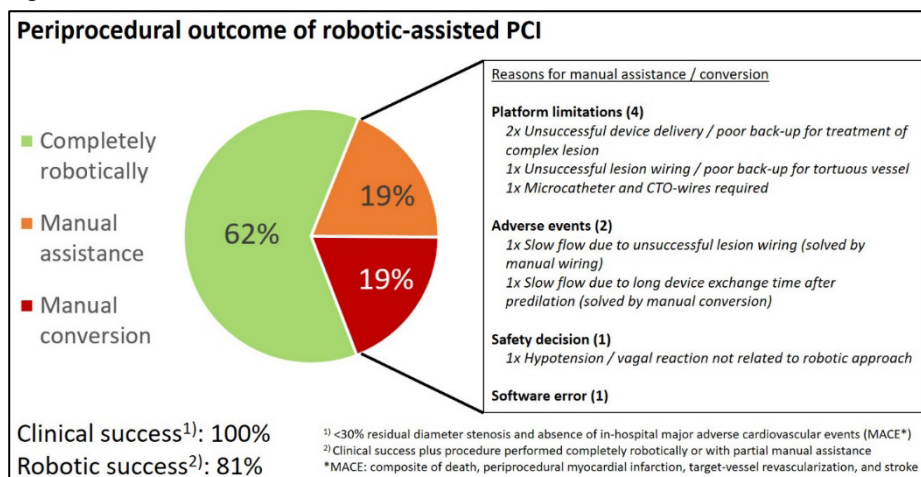 Periprocedural outcome of robotic-assisted PCI
Completely
robotically
Manual
assistance
Manual
conversion
62%
19%
19%
Reasons for manual assistance / conversion
Platform limitations (4)
2x Unsuccessful device delivery / poor back-up for treatment of
complex lesion
1x Unsuccessful lesion wiring / poor back-up for tortuous vessel
1x Microcatheter and CTO-wires required
Adverse events (2)
1x Slow flow due to unsuccessful lesion wiring (solved by
manual wiring)
1x Slow flow due to long device exchange time after
predilation (solved by manual conversion)
Safety decision (1)
1x Hypotension / vagal reaction not related to robotic approach
Software error (1)
Clinical success¹⁾: 100%
Robotic success²⁾: 81%
¹⁾ <30% residual diameter stenosis and absence of in-hospital major adverse cardiovascular events (MACE*)
²⁾ Clinical success plus procedure performed completely robotically or with partial manual assistance
*MACE: composite of death, periprocedural myocardial infarction, target-vessel revascularization, and stroke